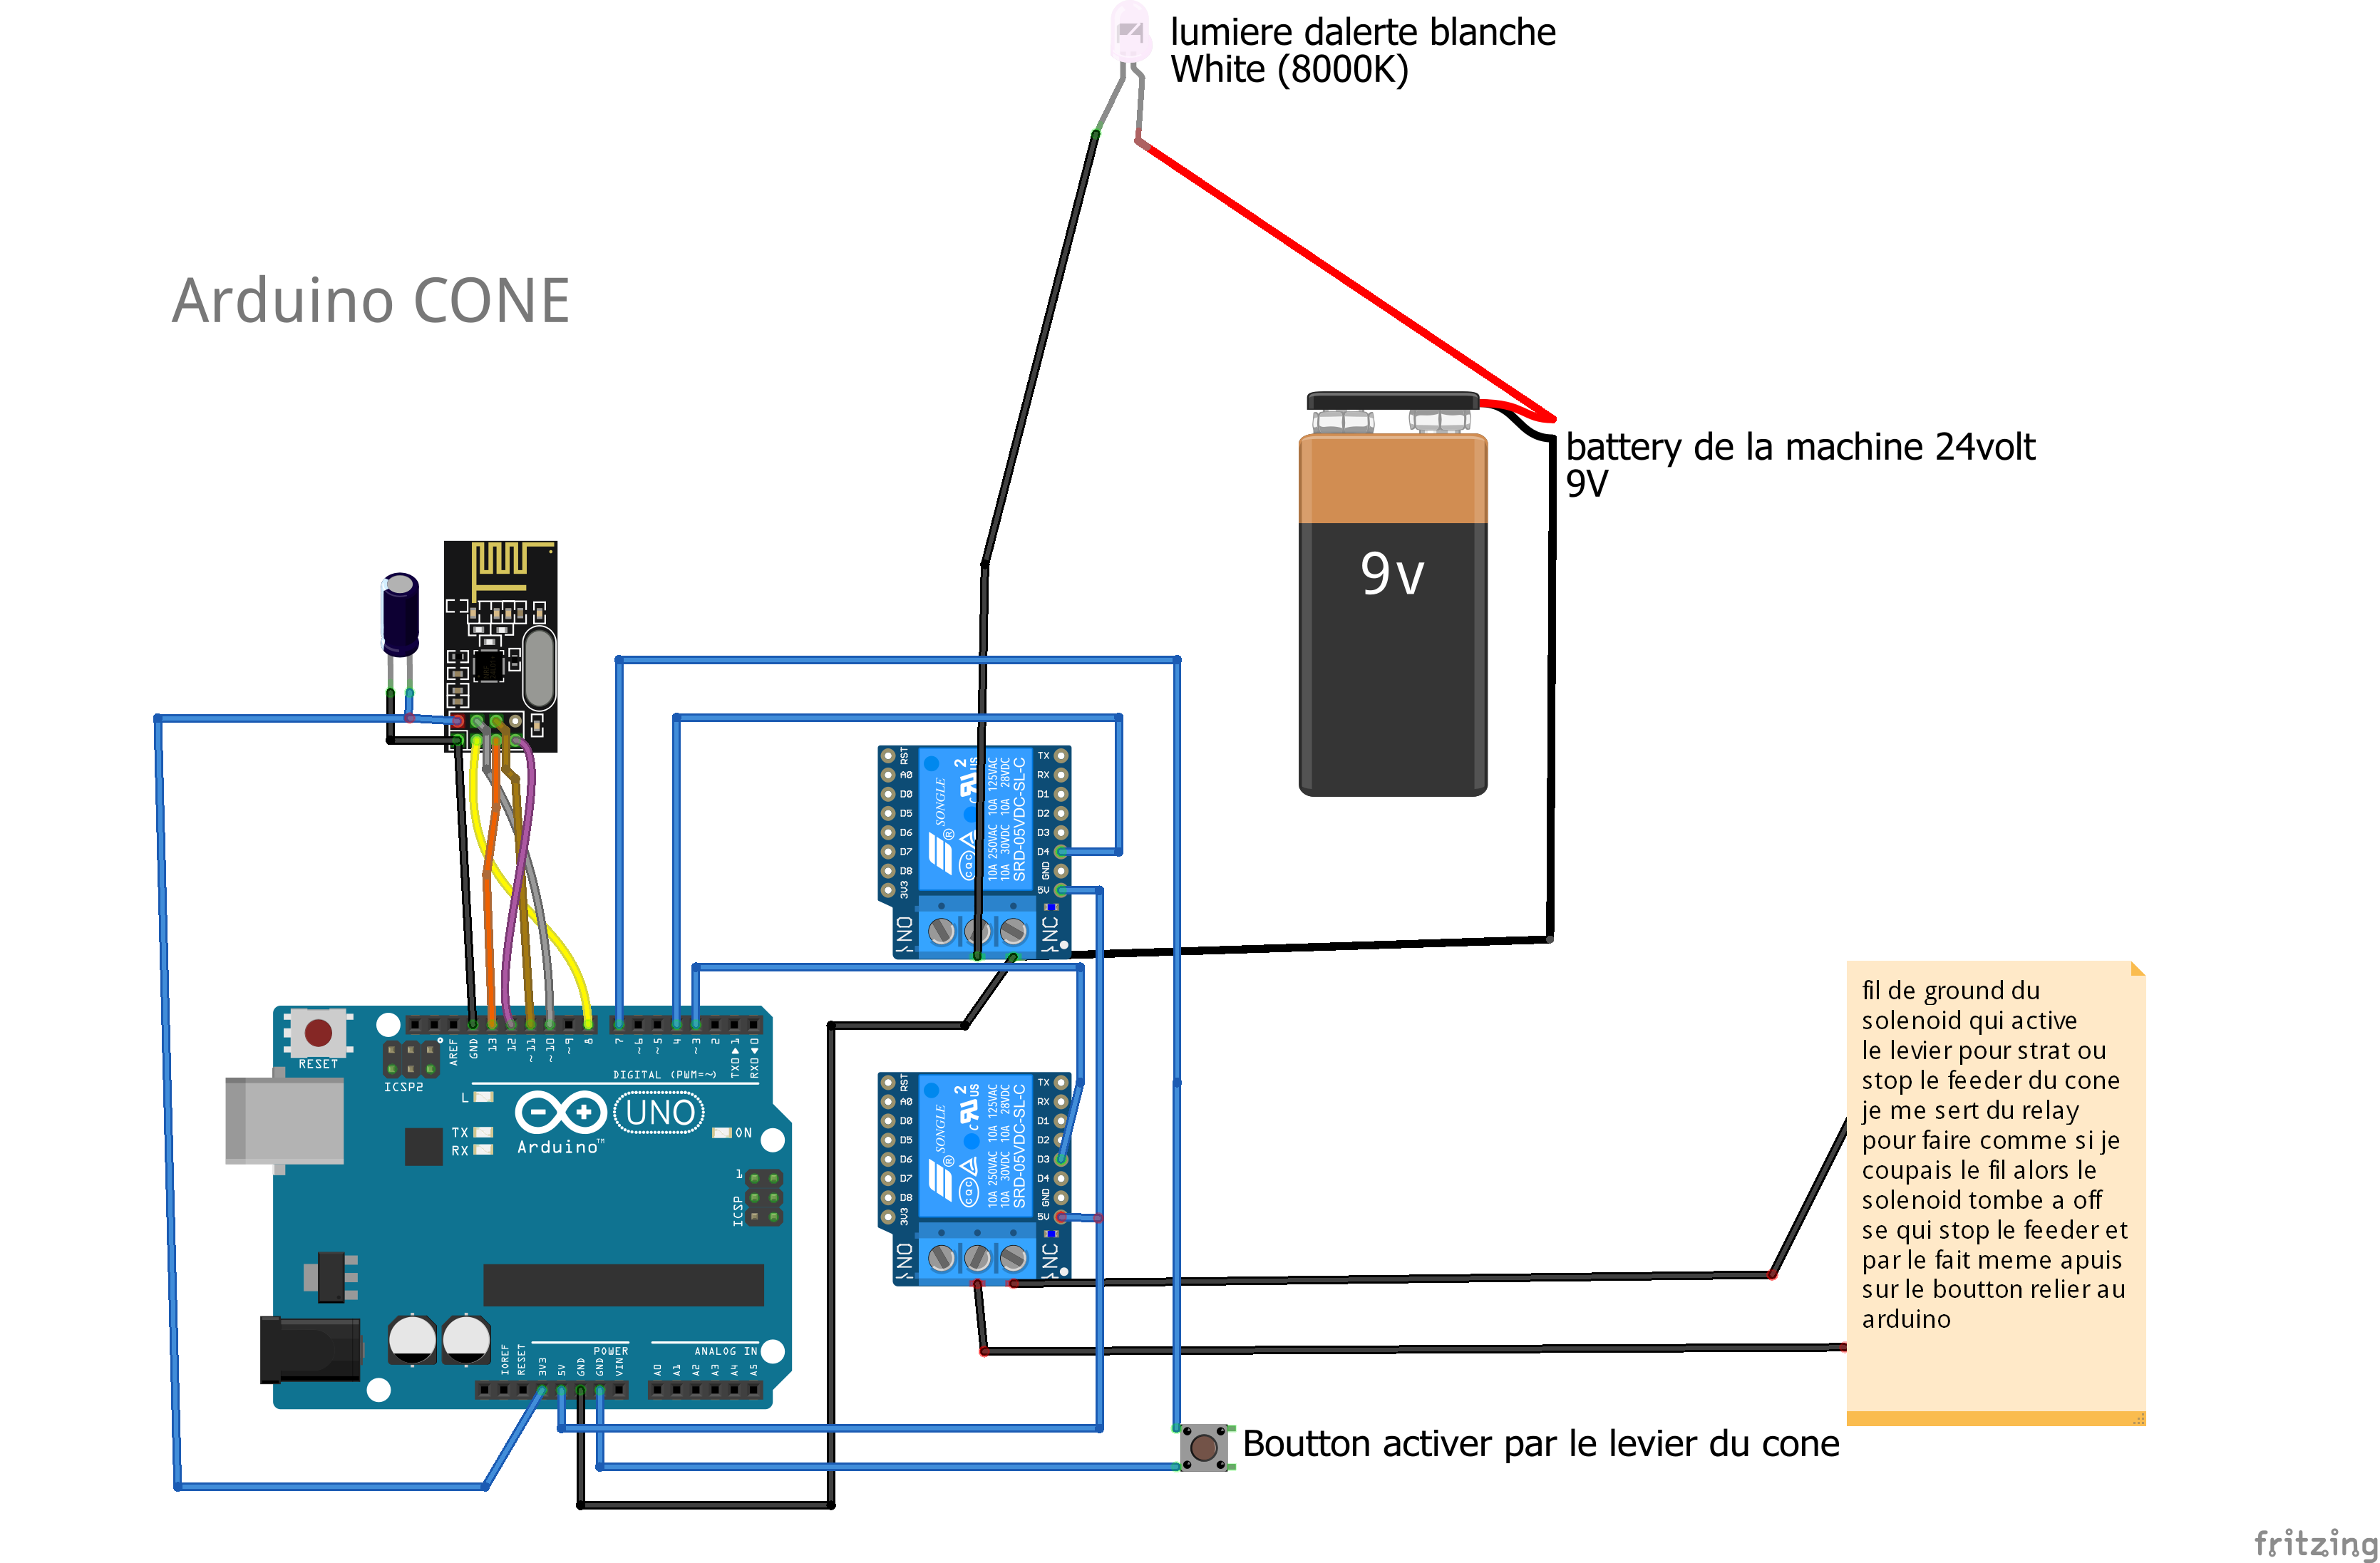 lumiere dalerte blanche
White (8000K)
Arduino CONE
battery de la machine 24volt
9V
9v
RST
A0
D0
D5
D6
D7
D8
3V3
SONGLE
®
2
US
10A 250VAC 10A 125VAC
10A 30VDC 10A 28VDC
SRD-05VDC-SL-C
TX
RX
D1
D2
D3
D4
GND
5V
NO
NC
fil de ground du
solenoid qui active
le levier pour strat ou
stop le feeder du cone
je me sert du relay
pour faire comme si je
coupais le fil alors le
solenoid tombe a off
se qui stop le feeder et
par le fait meme apuis
sur le boutton relier au
arduino
RESET
ICSP2
AREF
GND
13
12
~11
~10
~9
8
7
~6
~5
4
~3
2
TX0▶1
RX0◀0
DIGITAL (PWM=~)
L
TX
RX
UNO
Arduino™
ON
1
ICSP
RST
A0
D0
D5
D6
D7
D8
3V3
SONGLE
®
c
2
US
10A 250VAC 10A 125VAC
10A 30VDC 10A 28VDC
SRD-05VDC-SL-C
TX
RX
D1
D2
D3
D4
GND
5V
NO
NC
IOREF
RESET
3V3
5V
GND
GND
VIN
POWER
ANALOG IN
A0
A1
A2
A3
A4
A5
Boutton activer par le levier du cone
fritzing